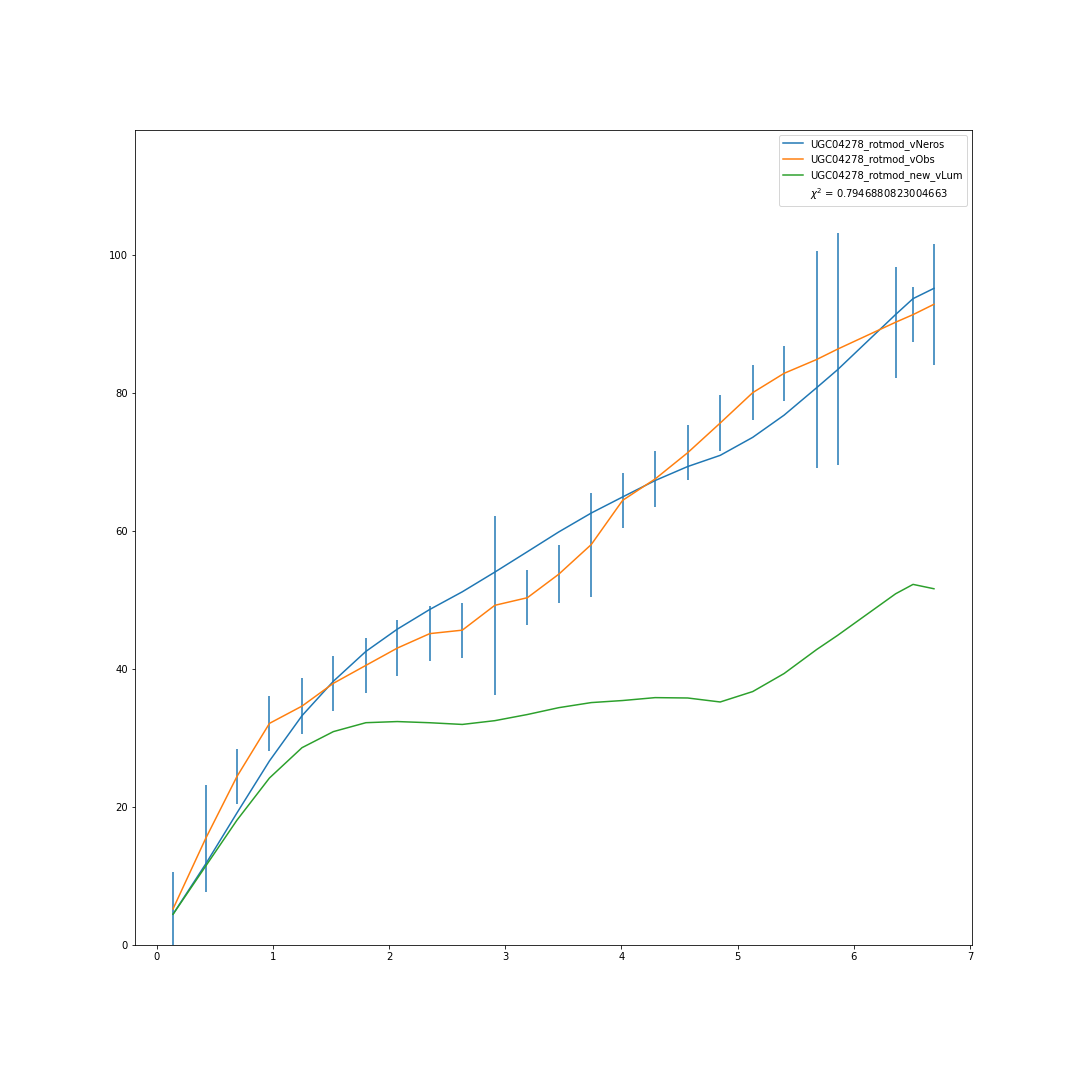 UGC04278_rotmod_vNeros
UGC04278_rotmod_vObs
UGC04278_rotmod_new_vLum
χ² = 0.7946880823004663
100
80
60
40
20
0
0 1 2 3 4 5 6 7